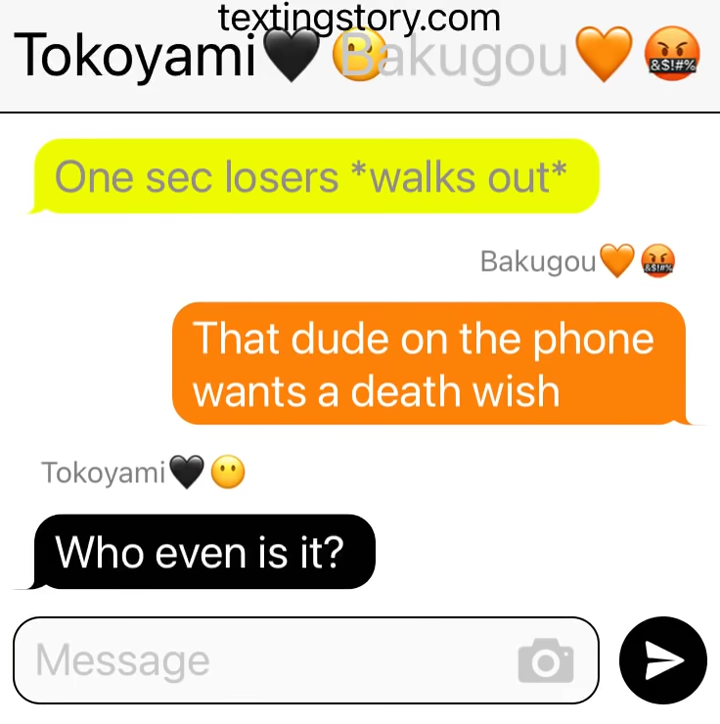 textingstory.com
Tokoyami🖤😶 Bakugou🧡🤬
One sec losers *walks out*
Bakugou🧡🤬
That dude on the phone
wants a death wish
Tokoyami🖤😶
Who even is it?
Message